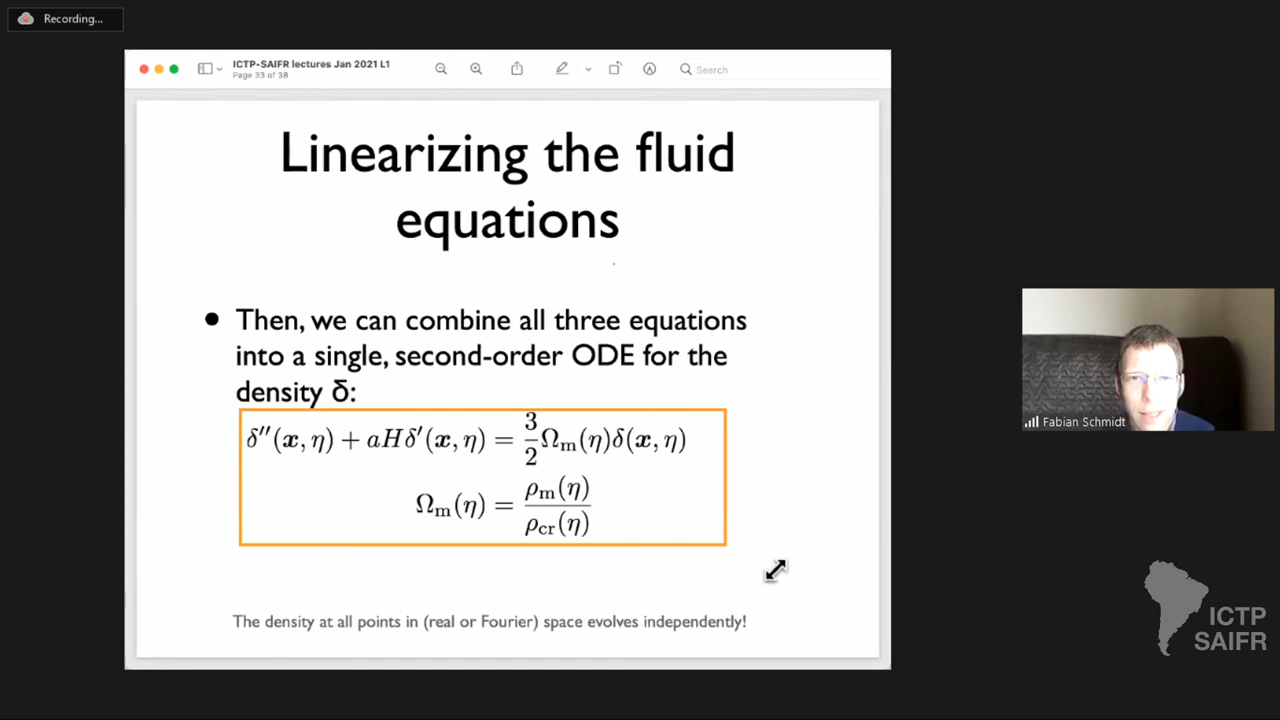 Recording...
ICTP-SAIFR lectures Jan 2021 L1
Page 33 of 38
Search
Linearizing the fluid
equations
• Then, we can combine all three equations
into a single, second-order ODE for the
density δ:
δ′′(x, η) + aHδ′(x, η) = 3/2 Ωm(η)δ(x, η)
Ωm(η) = ρm(η)/ρcr(η)
The density at all points in (real or Fourier) space evolves independently!
Fabian Schmidt
ICTP
SAIFR